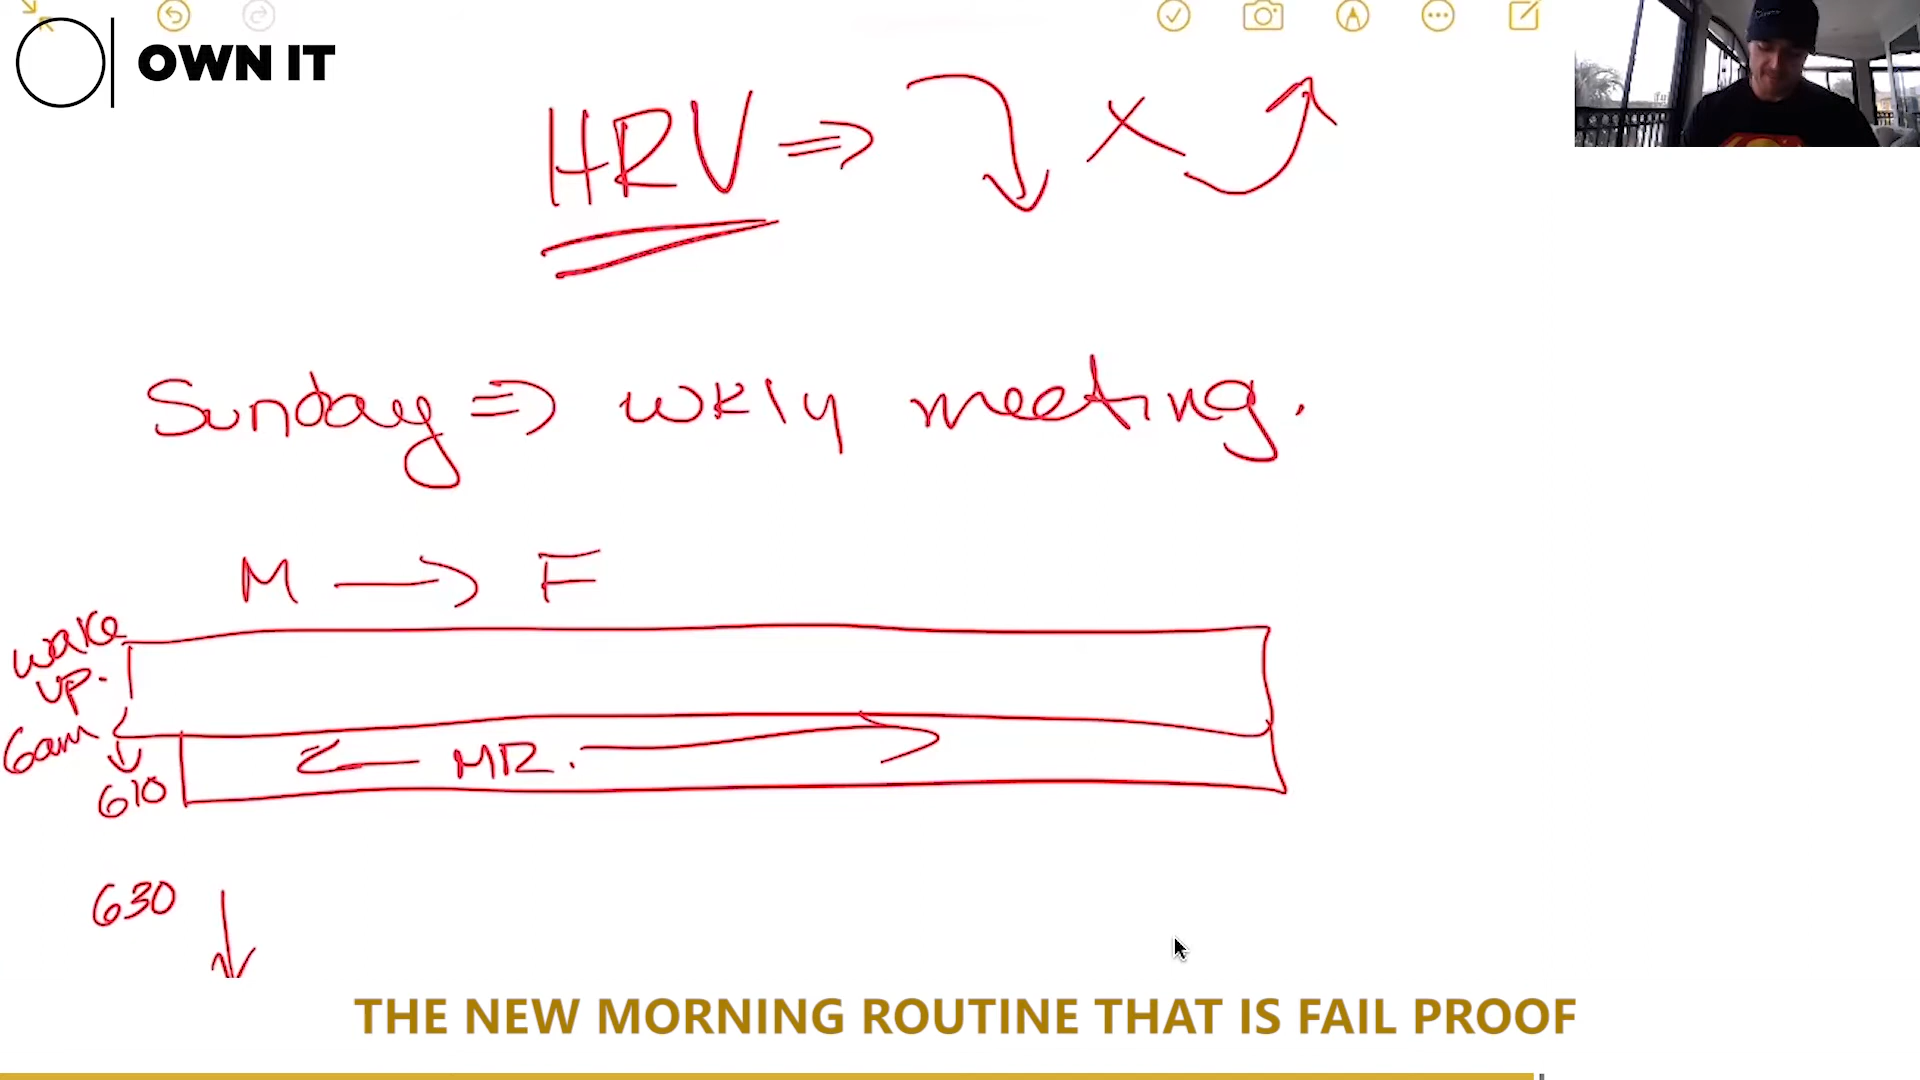 OWN IT
HRV ⇒
Sunday ⇒ wkly meeting.
M → F
wake
up.
6am
← MR. →
610
630 ↓
THE NEW MORNING ROUTINE THAT IS FAIL PROOF